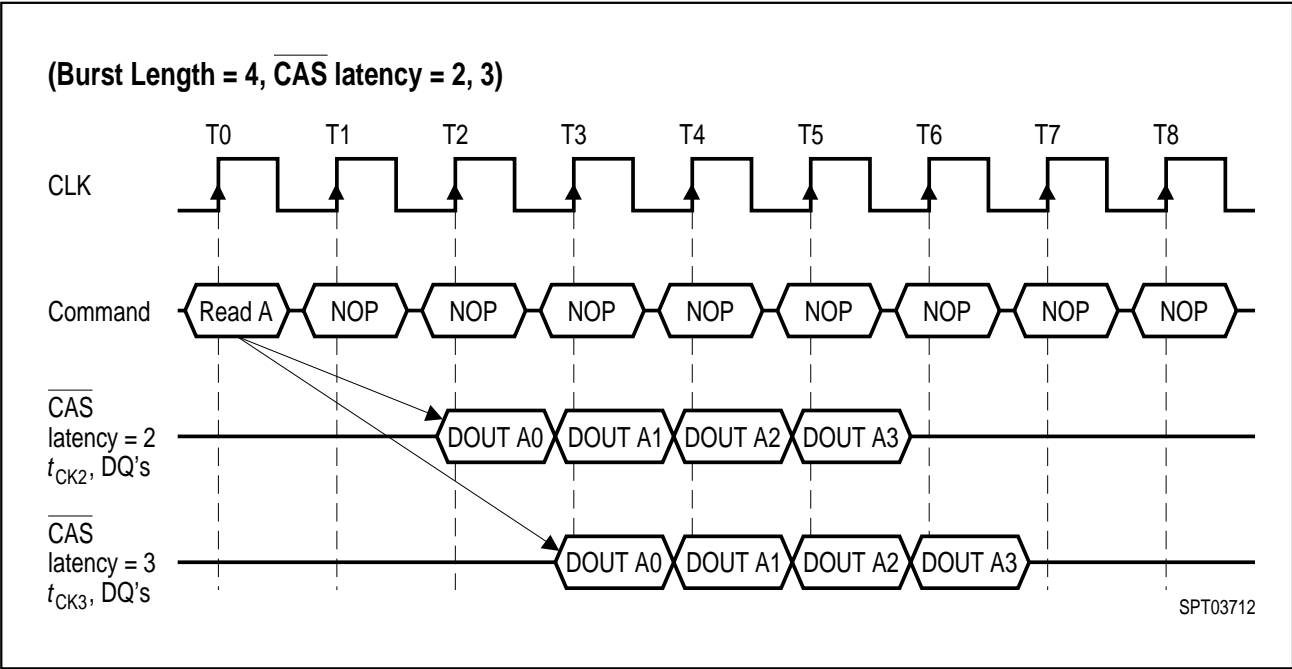 (Burst Length = 4, CAS latency = 2, 3)
T0 T1 T2 T3 T4 T5 T6 T7 T8
CLK
Command Read A NOP NOP NOP NOP NOP NOP NOP NOP
CAS
latency = 2 DOUT A0 DOUT A1 DOUT A2 DOUT A3
tCK2, DQ's
CAS
latency = 3 DOUT A0 DOUT A1 DOUT A2 DOUT A3
tCK3, DQ's
SPT03712